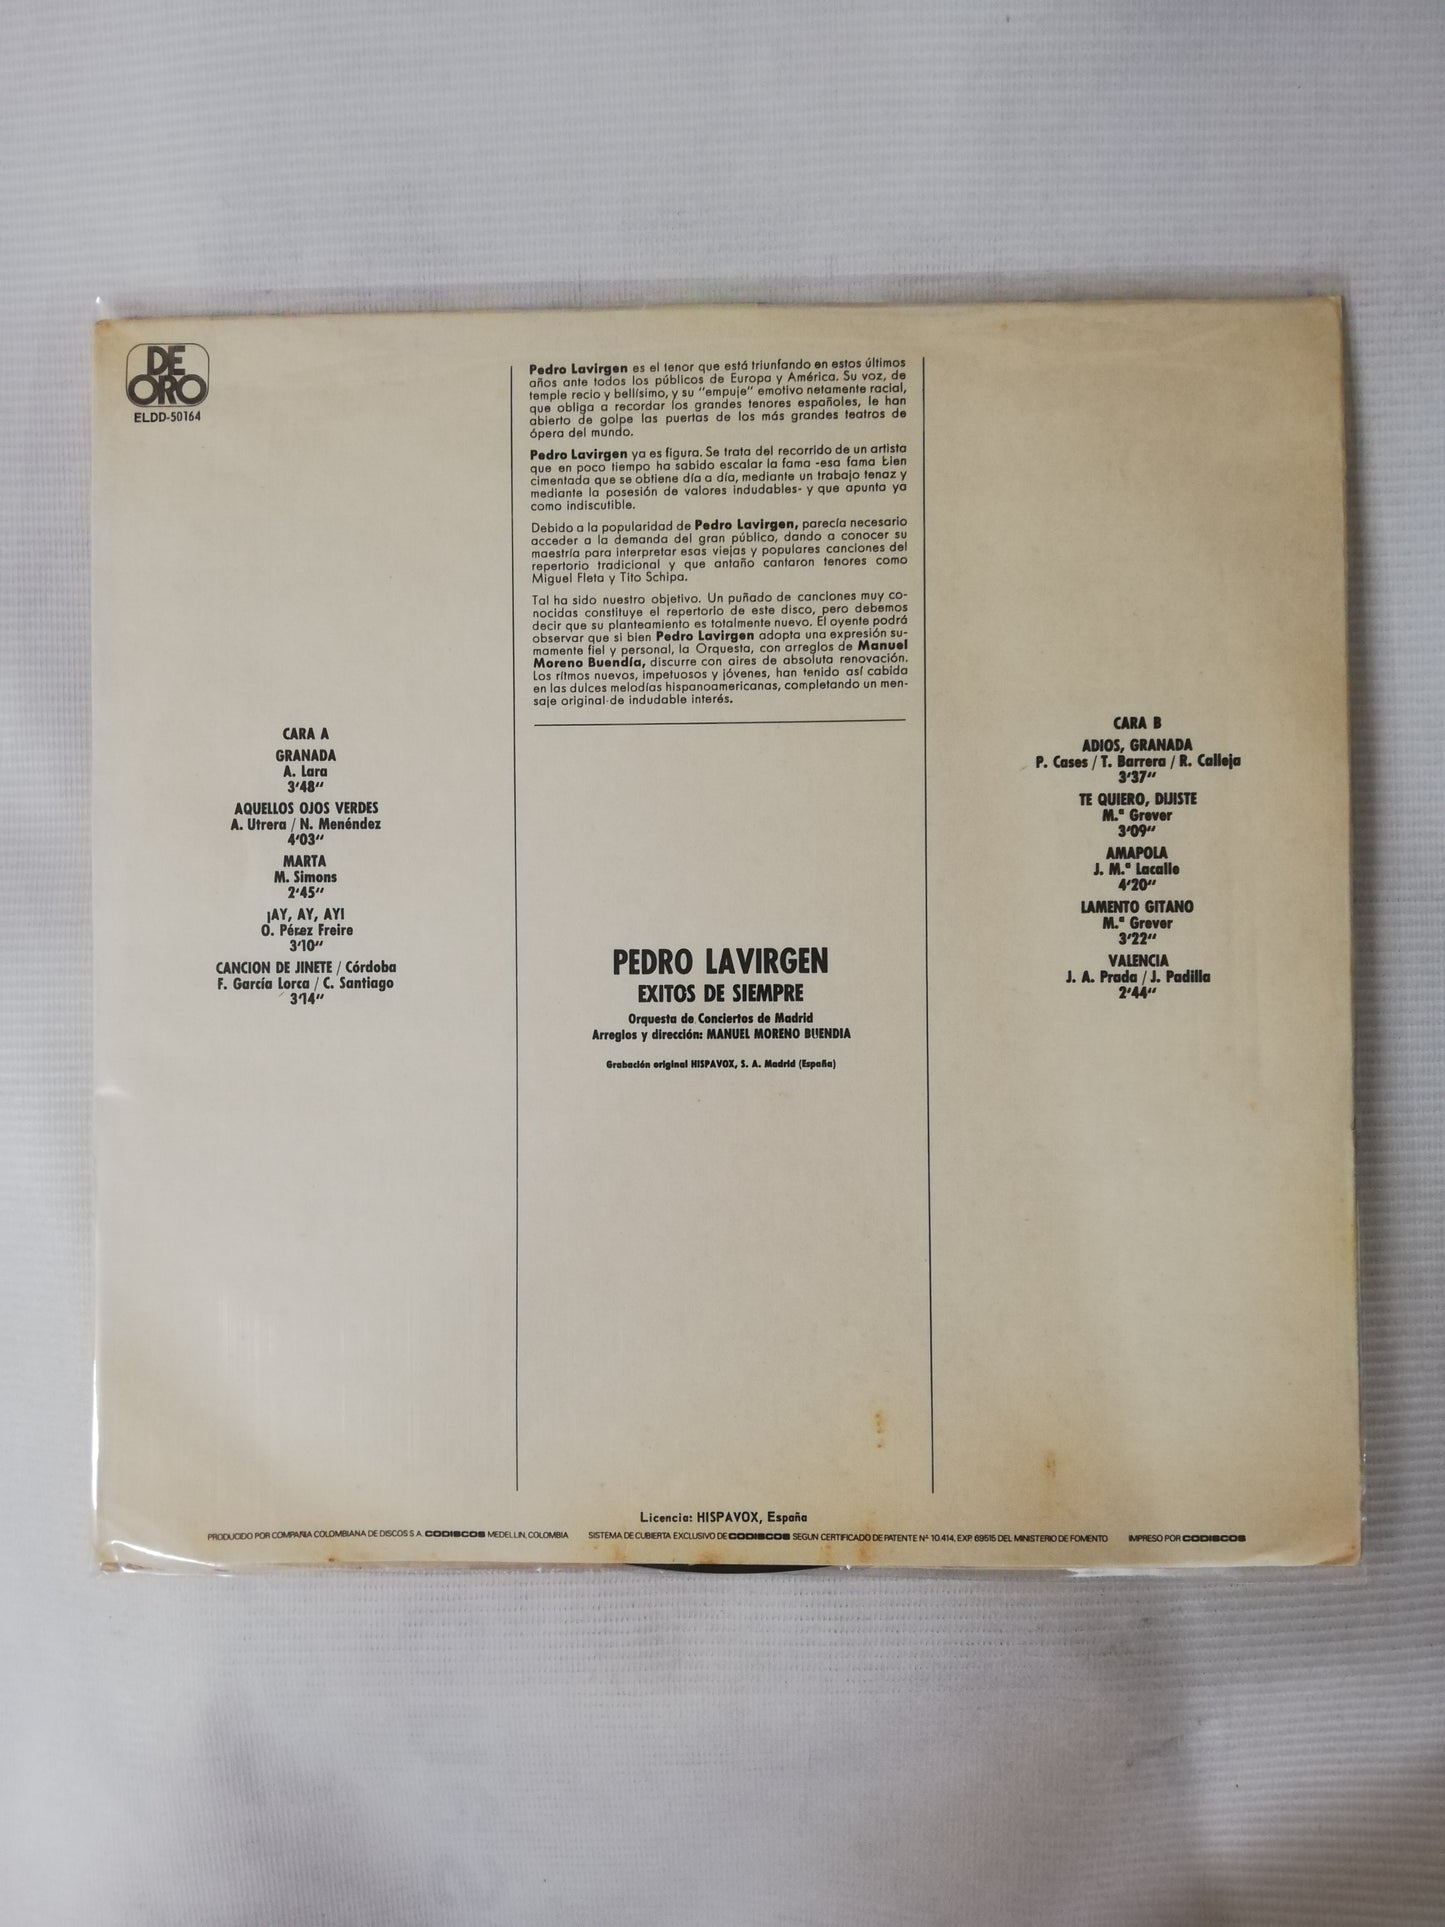 DE
ORO
ELDD-50164
Pedro Lavirgen es el tenor que está triunfando en estos últimos
años ante todos los públicos de Europa y América. Su voz, de
temple recio y bellísimo, y su "empuje" emotivo netamente racial,
que obliga a recordar los grandes tenores españoles, le han
abierto de golpe las puertas de los más grandes teatros de
ópera del mundo.
Pedro Lavirgen ya es figura. Se trata del recorrido de un artista
que en poco tiempo ha sabido escalar la fama -esa fama bien
cimentada que se obtiene día a día, mediante un trabajo tenaz y
mediante la posesión de valores indudables- y que apunta ya
como indiscutible.
Debido a la popularidad de Pedro Lavirgen, parecía necesario
acceder a la demanda del gran público, dando a conocer su
maestría para interpretar esas viejas y populares canciones del
repertorio tradicional y que antaño cantaron tenores como
Miguel Fleta y Tito Schipa.
Tal ha sido nuestro objetivo. Un puñado de canciones muy co-
nocidas constituye el repertorio de este disco, pero debemos
decir que su planteamiento es totalmente nuevo. El oyente podrá
observar que si bien Pedro Lavirgen adopta una expresión su-
mamente fiel y personal, la Orquesta, con arreglos de Manuel
Moreno Buendía, discurre con aires de absoluta renovación.
Los ritmos nuevos, impetuosos y jóvenes, han tenido así cabida
en las dulces melodías hispanoamericanas, completando un men-
saje original de indudable interés.
CARA A
GRANADA
A. Lara
3'48"
AQUELLOS OJOS VERDES
A. Utrera / N. Menéndez
4'03"
MARTA
M. Simons
2'45"
¡AY, AY, AY!
O. Pérez Freire
3'10"
CANCION DE JINETE / Córdoba
F. García Lorca / C. Santiago
3'14"
PEDRO LAVIRGEN
EXITOS DE SIEMPRE
Orquesta de Conciertos de Madrid
Arreglos y dirección: MANUEL MORENO BUENDIA
Grabación original HISPAVOX, S. A. Madrid (España)
CARA B
ADIOS, GRANADA
P. Cases / T. Barrera / R. Calleja
3'37"
TE QUIERO, DIJISTE
M.ª Grever
3'09"
AMAPOLA
J. M.ª Lacalle
4'20"
LAMENTO GITANO
M.ª Grever
3'22"
VALENCIA
J. A. Prada / J. Padilla
2'44"
Licencia: HISPAVOX, España
PRODUCIDO POR COMPAÑIA COLOMBIANA DE DISCOS S.A. CODISCOS MEDELLIN, COLOMBIA SISTEMA DE CUBIERTA EXCLUSIVO DE CODISCOS SEGUN CERTIFICADO DE PATENTE Nº 10.414, EXP. 69515 DEL MINISTERIO DE FOMENTO IMPRESO POR CODISCOS